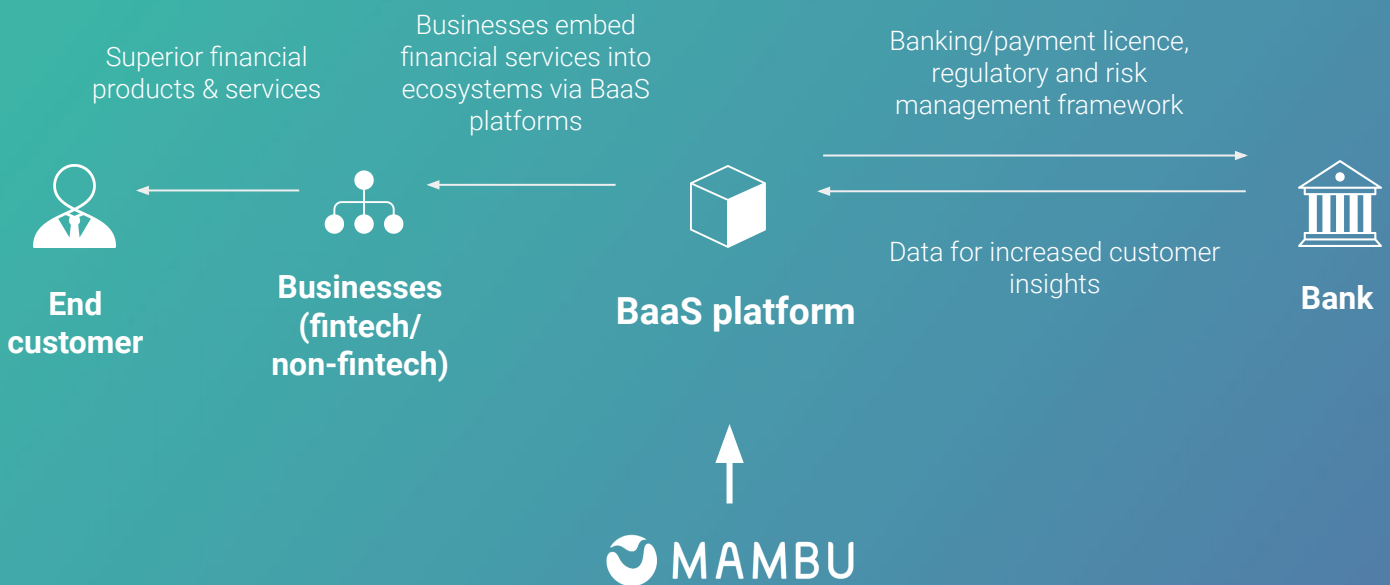 Superior financial
products & services
Businesses embed
financial services into
ecosystems via BaaS
platforms
Banking/payment licence,
regulatory and risk
management framework
Data for increased customer
insights
End
customer
Businesses
(fintech/
non-fintech)
BaaS platform
Bank
MAMBU